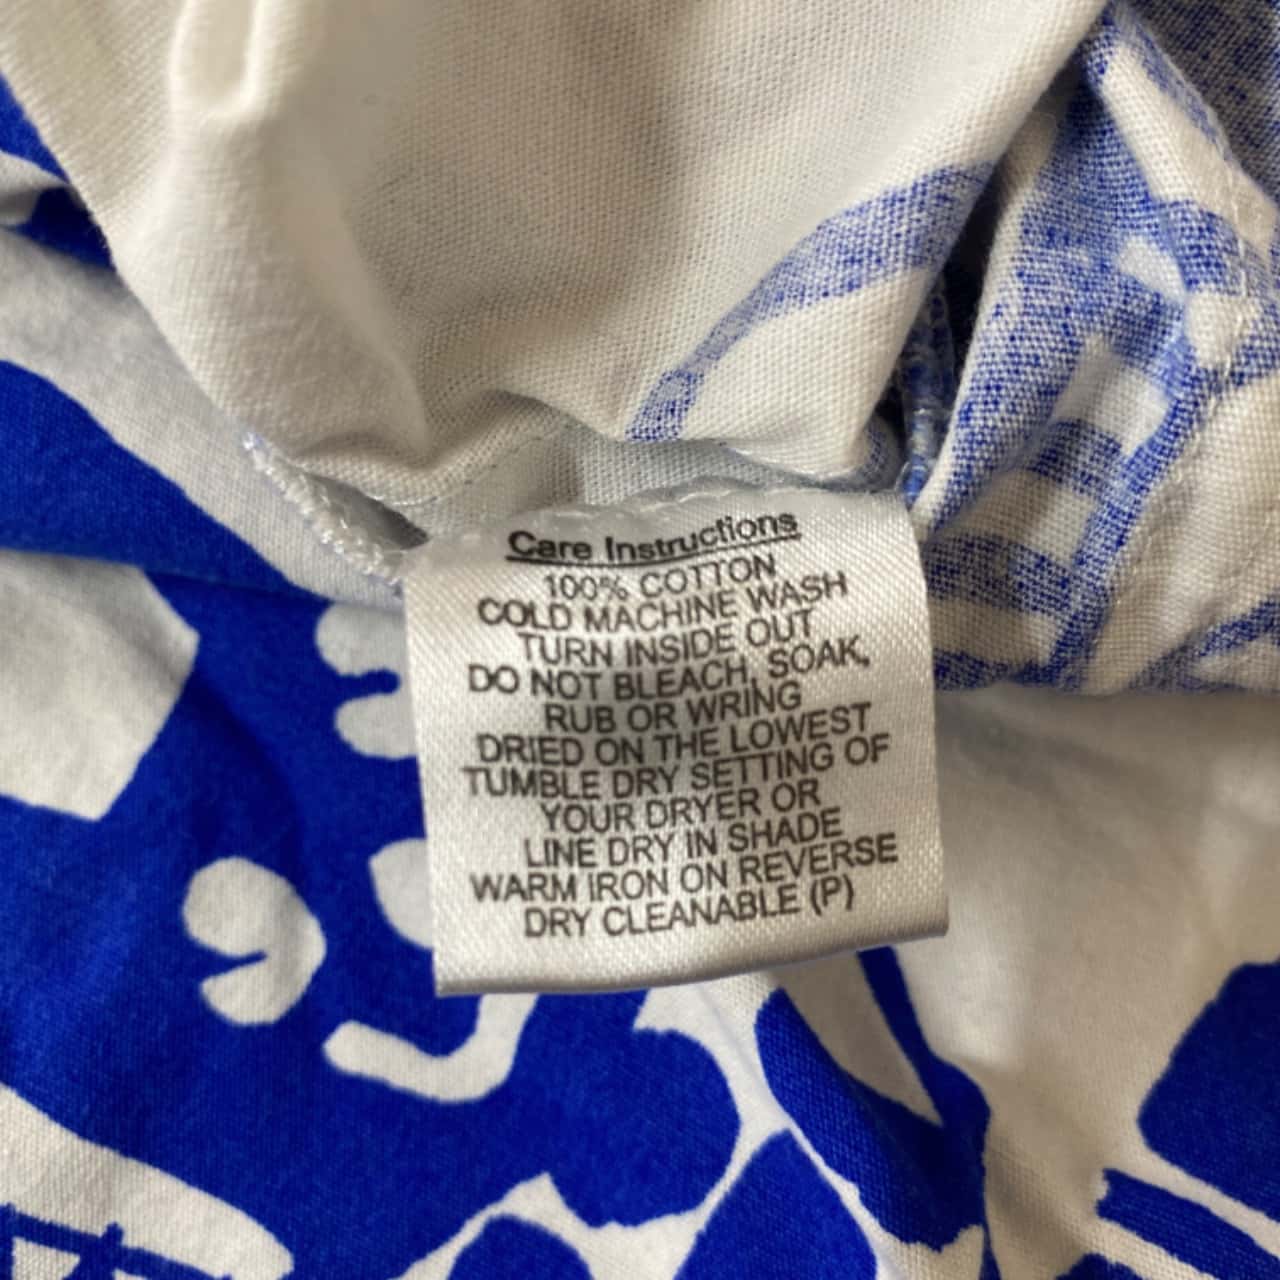 Care Instructions
100% COTTON
COLD MACHINE WASH
TURN INSIDE OUT
DO NOT BLEACH, SOAK,
RUB OR WRING
DRIED ON THE LOWEST
TUMBLE DRY SETTING OF
YOUR DRYER OR
LINE DRY IN SHADE
WARM IRON ON REVERSE
DRY CLEANABLE (P)